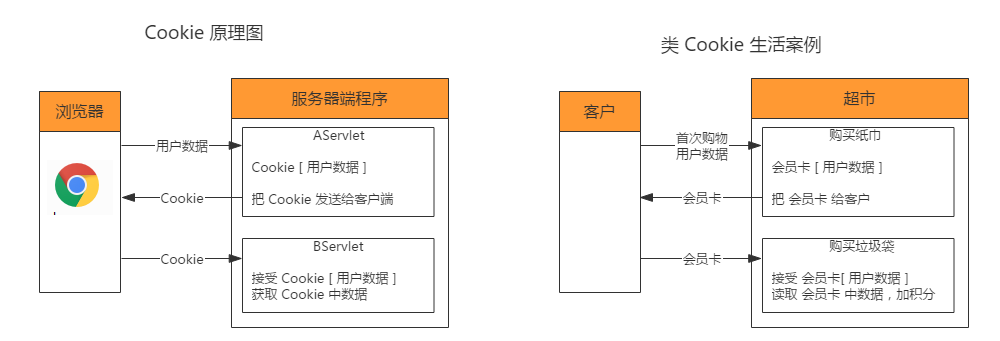 Cookie 原理图
浏览器
服务器端程序
用户数据
AServlet
Cookie [ 用户数据 ]
Cookie
把 Cookie 发送给客户端
Cookie
BServlet
接受 Cookie [ 用户数据 ]
获取 Cookie 中数据
类 Cookie 生活案例
客户
超市
首次购物
用户数据
购买纸巾
会员卡 [ 用户数据 ]
会员卡
把 会员卡 给客户
会员卡
购买垃圾袋
接受 会员卡[ 用户数据 ]
读取 会员卡 中数据，加积分